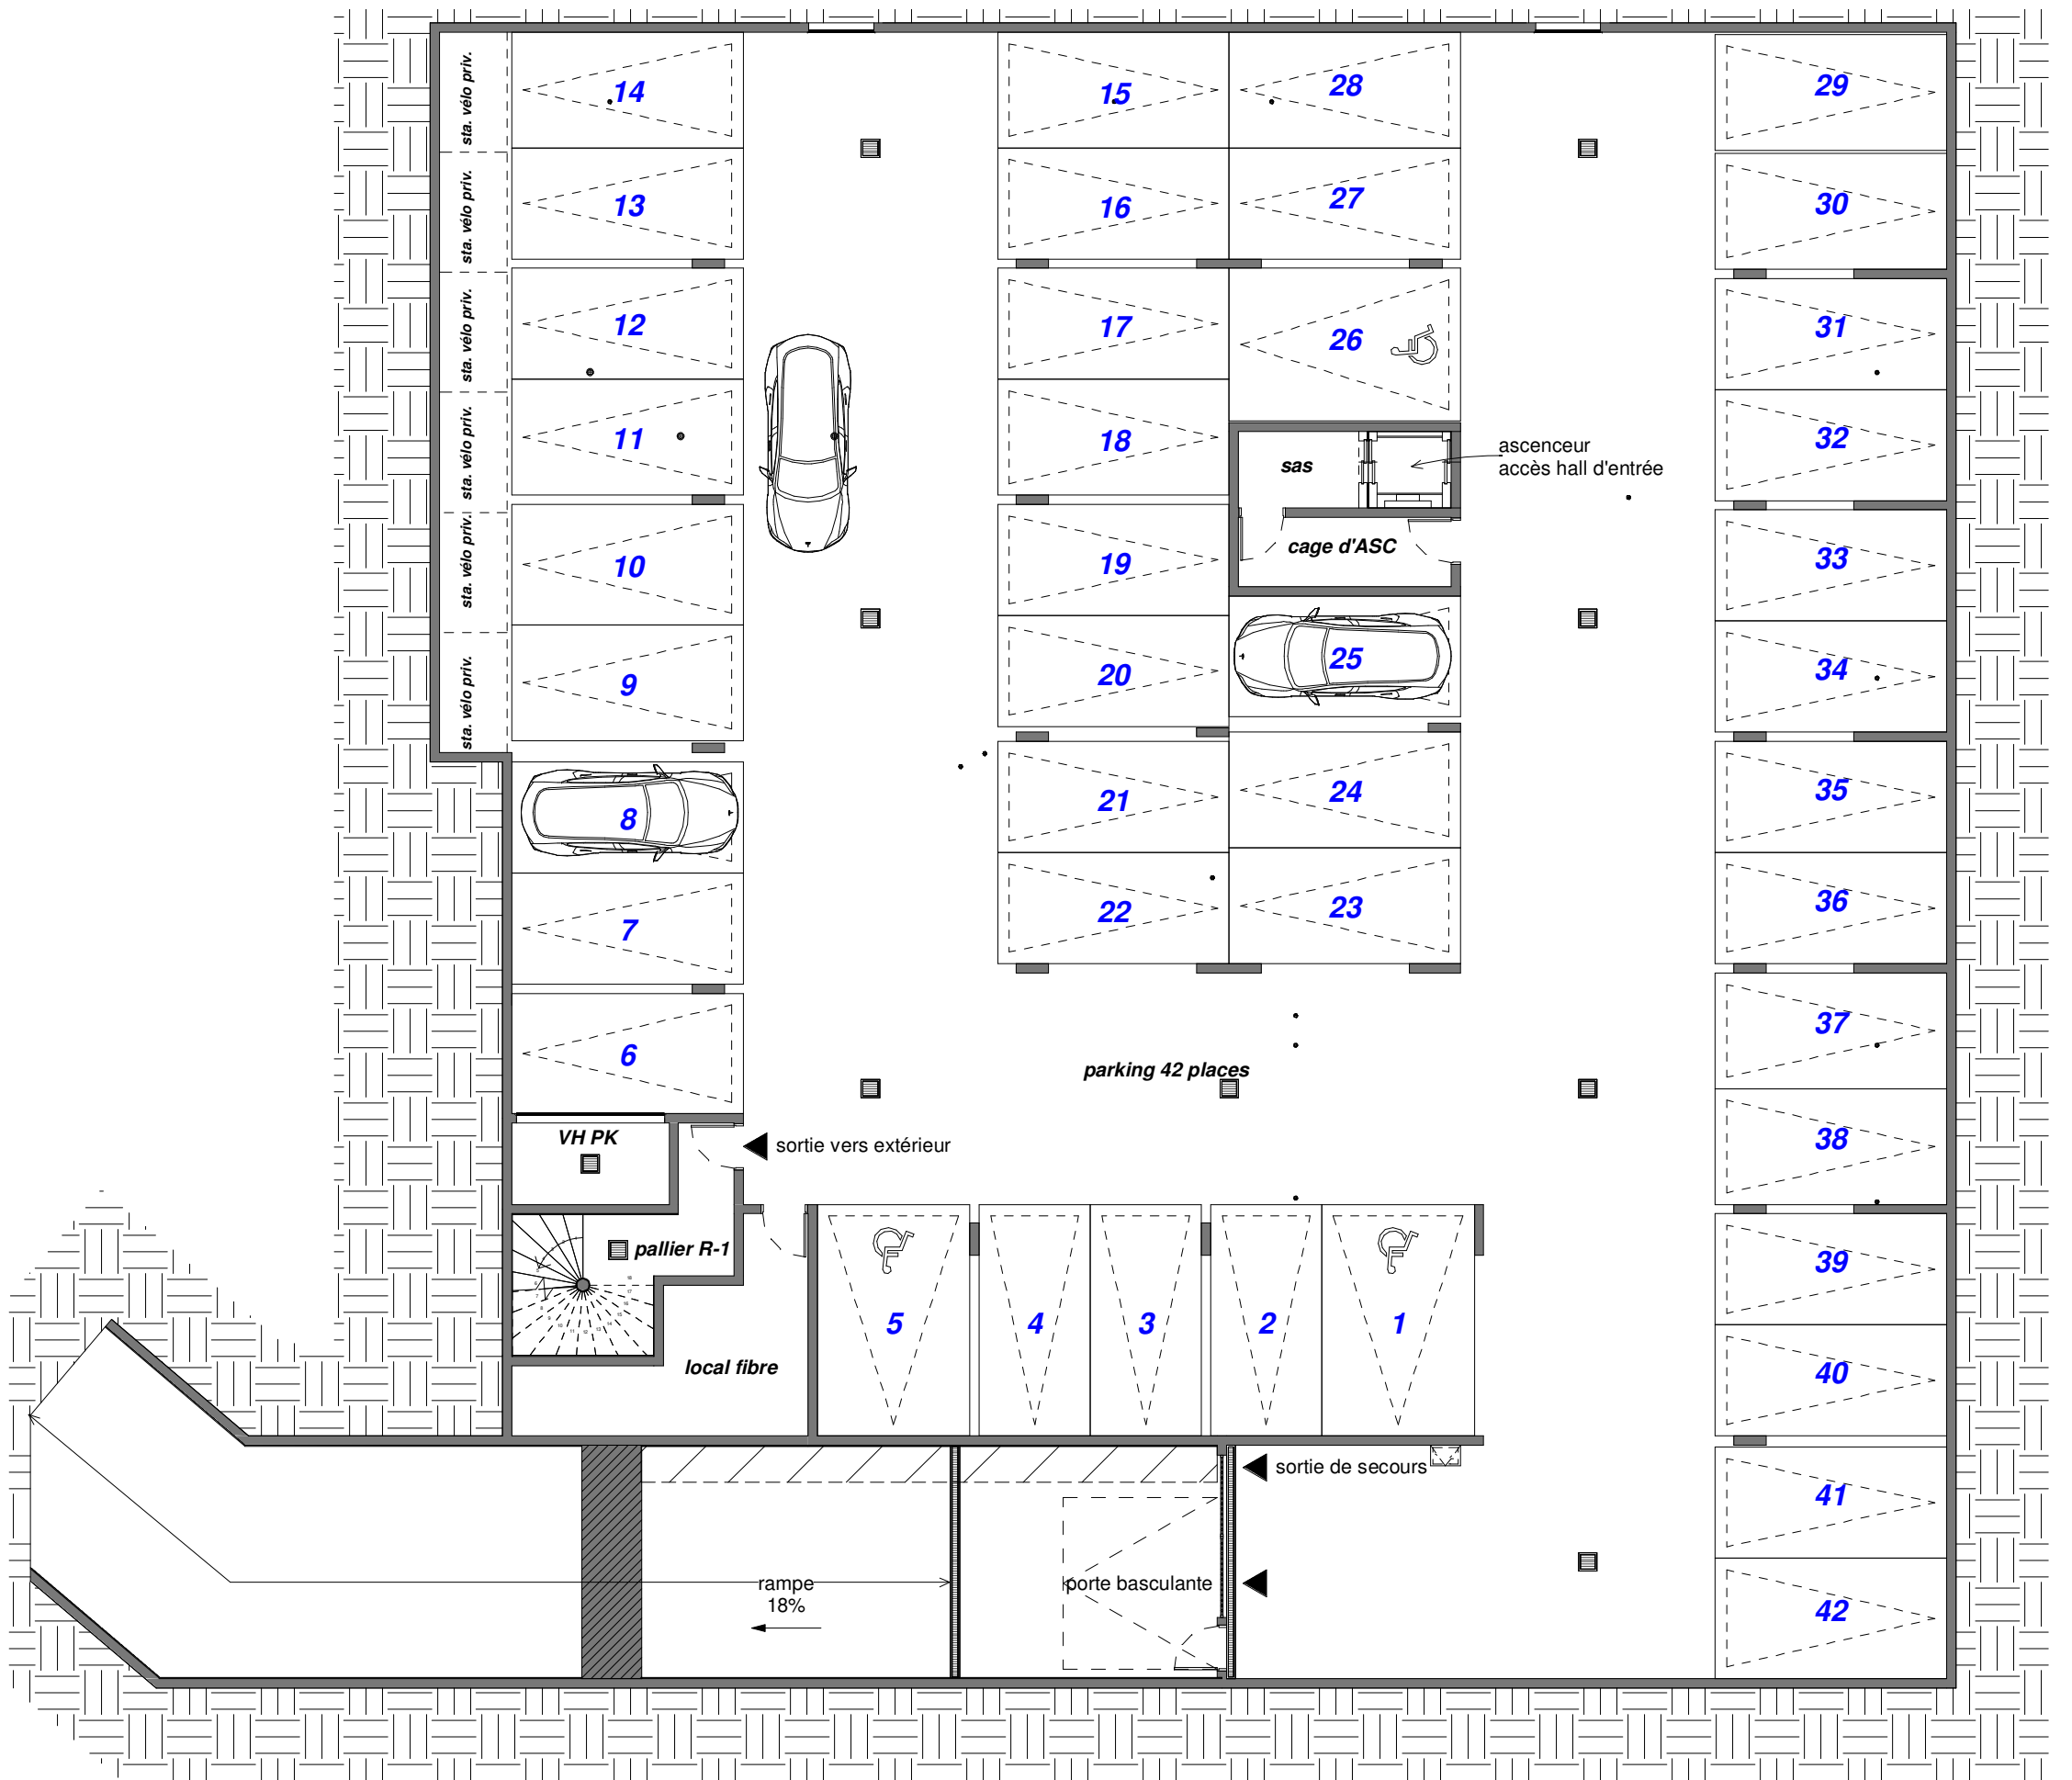 sta. vélo priv.
14
15
28
29
sta. vélo priv.
13
16
27
30
sta. vélo priv.
12
17
26
31
sta. vélo priv.
11
18
sas
ascenceur
accès hall d'entrée
32
sta. vélo priv.
10
19
cage d'ASC
33
sta. vélo priv.
9
20
25
34
8
21
24
35
7
22
23
36
6
parking 42 places
37
VH PK
sortie vers extérieur
38
pallier R-1
39
5
4
3
2
1
local fibre
40
sortie de secours
41
rampe
18%
porte basculante
42